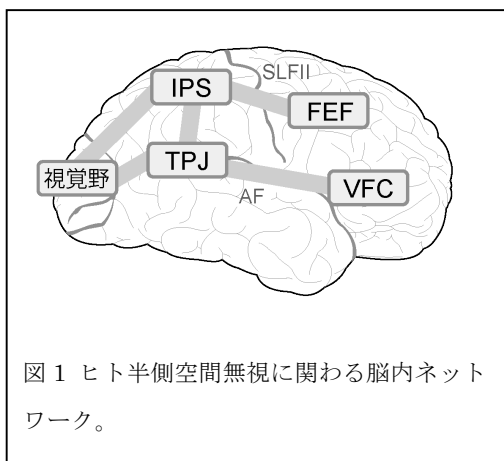 SLFII
IPS
FEF
TPJ
視覚野
VFC
AF
図 1 ヒト半側空間無視に関わる脳内ネット
ワーク。